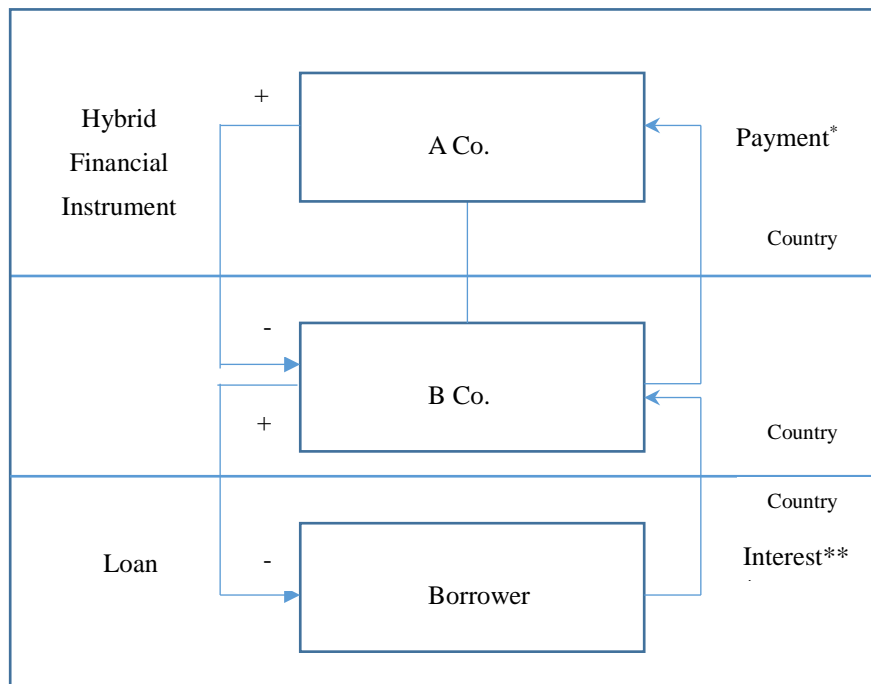 +
Hybrid
Financial
Instrument
A Co.
Payment*
Country
-
B Co.
+
Country
Country
Loan
-
Interest**
Borrower